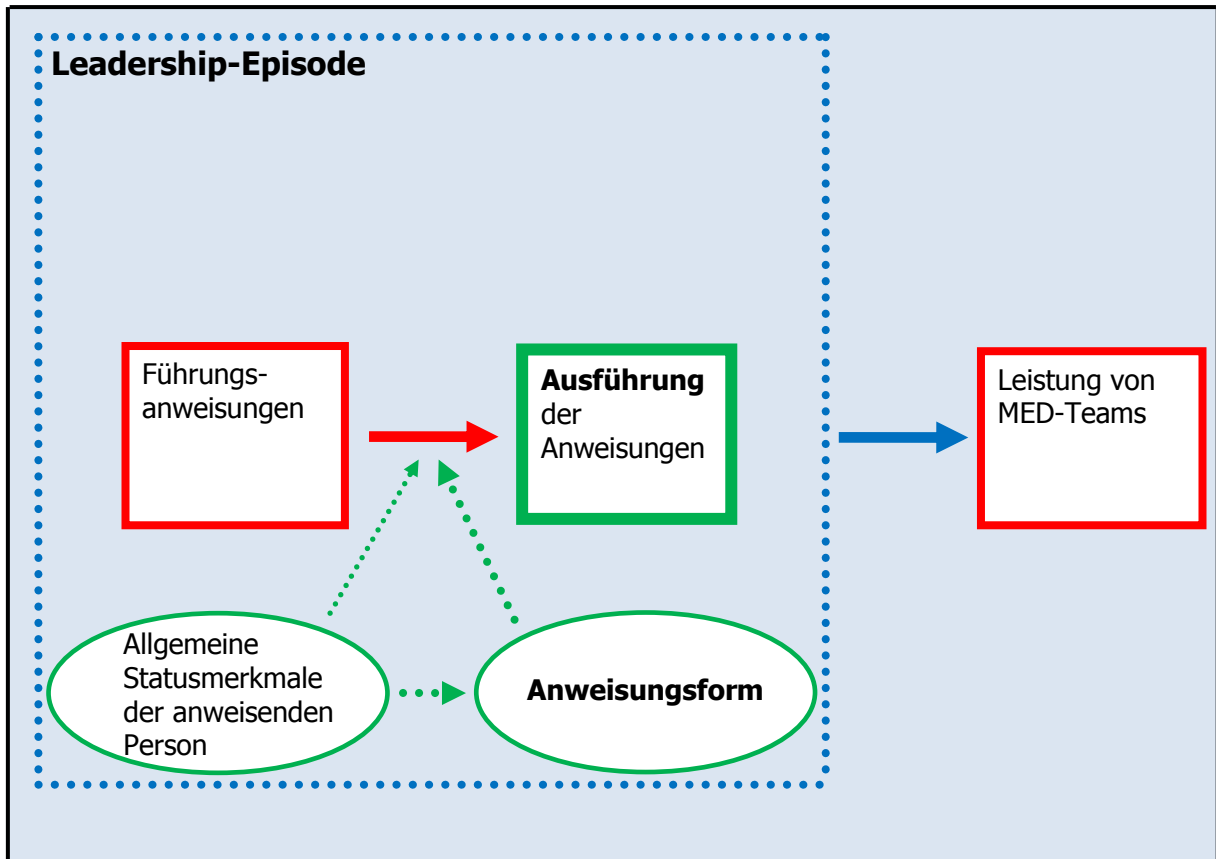 Leadership-Episode
Führungs-
anweisungen
Ausführung
der
Anweisungen
Leistung von
MED-Teams
Allgemeine
Statusmerkmale
der anweisenden
Person
Anweisungsform